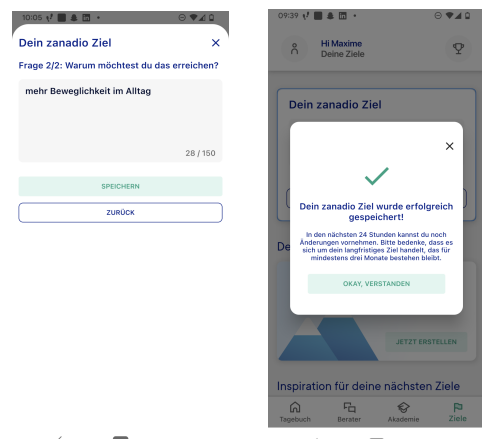 10:05
Dein zanadio Ziel
Frage 2/2: Warum möchtest du das erreichen?
mehr Beweglichkeit im Alltag
28 / 150
SPEICHERN
ZURÜCK
09:39
Hi Maxime
Deine Ziele
Dein zanadio Ziel
Dein zanadio Ziel wurde erfolgreich
gespeichert!
In den nächsten 24 Stunden kannst du noch
Änderungen vornehmen. Bitte bedenke, dass es
sich um dein langfristiges Ziel handelt, das für
mindestens drei Monate bestehen bleibt.
OKAY, VERSTANDEN
De
JETZT ERSTELLEN
Inspiration für deine nächsten Ziele
Tagebuch
Berater
Akademie
Ziele